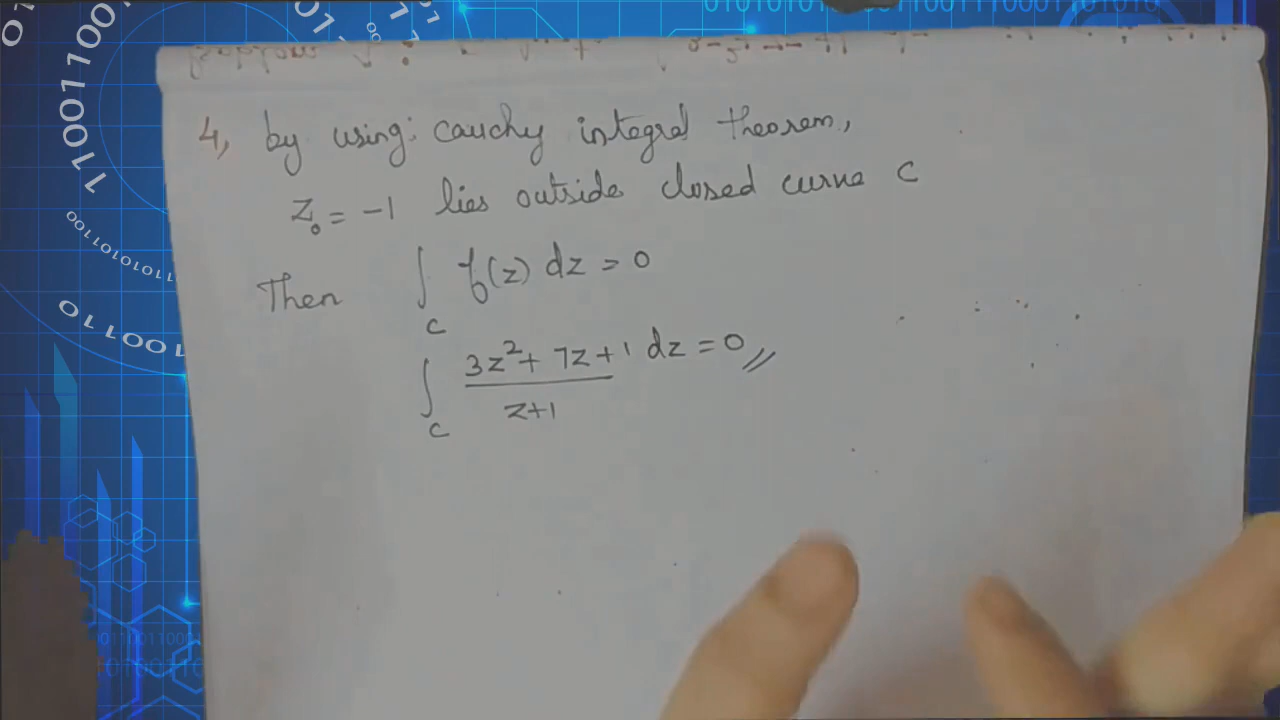 4, by using: cauchy integral theorem,
Z₀ = -1 lies outside closed curve C
Then ∫_C f(z) dz = 0
∫_C (3z² + 7z + 1)/(z+1) dz = 0 //